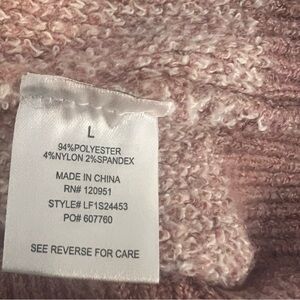 L
94%POLYESTER
4%NYLON 2%SPANDEX
MADE IN CHINA
RN# 120951
STYLE# LF1S24453
PO# 607760
SEE REVERSE FOR CARE